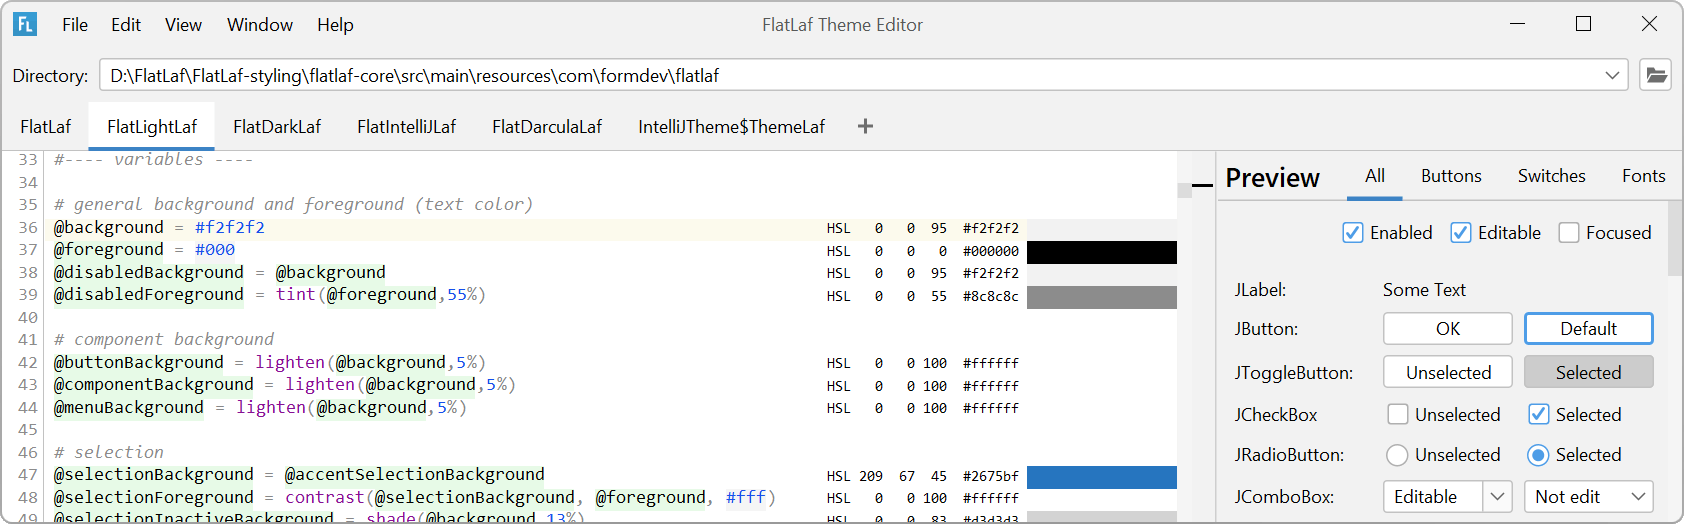 FL File Edit View Window Help FlatLaf Theme Editor
Directory: D:\FlatLaf\FlatLaf-styling\flatlaf-core\src\main\resources\com\formdev\flatlaf
FlatLaf FlatLightLaf FlatDarkLaf FlatIntelliJLaf FlatDarculaLaf IntelliJTheme$ThemeLaf +
33 #---- variables ----
34
35 # general background and foreground (text color)
36 @background = #f2f2f2 HSL 0 0 95 #f2f2f2
37 @foreground = #000 HSL 0 0 0 #000000
38 @disabledBackground = @background HSL 0 0 95 #f2f2f2
39 @disabledForeground = tint(@foreground,55%) HSL 0 0 55 #8c8c8c
40
41 # component background
42 @buttonBackground = lighten(@background,5%) HSL 0 0 100 #ffffff
43 @componentBackground = lighten(@background,5%) HSL 0 0 100 #ffffff
44 @menuBackground = lighten(@background,5%) HSL 0 0 100 #ffffff
45
46 # selection
47 @selectionBackground = @accentSelectionBackground HSL 209 67 45 #2675bf
48 @selectionForeground = contrast(@selectionBackground, @foreground, #fff) HSL 0 0 100 #ffffff
49 @selectionInactiveBackground = shade(@background,13%) HSL 0 0 83 #d3d3d3
Preview All Buttons Switches Fonts
Enabled Editable Focused
JLabel: Some Text
JButton: OK Default
JToggleButton: Unselected Selected
JCheckBox Unselected Selected
JRadioButton: Unselected Selected
JComboBox: Editable Not edit